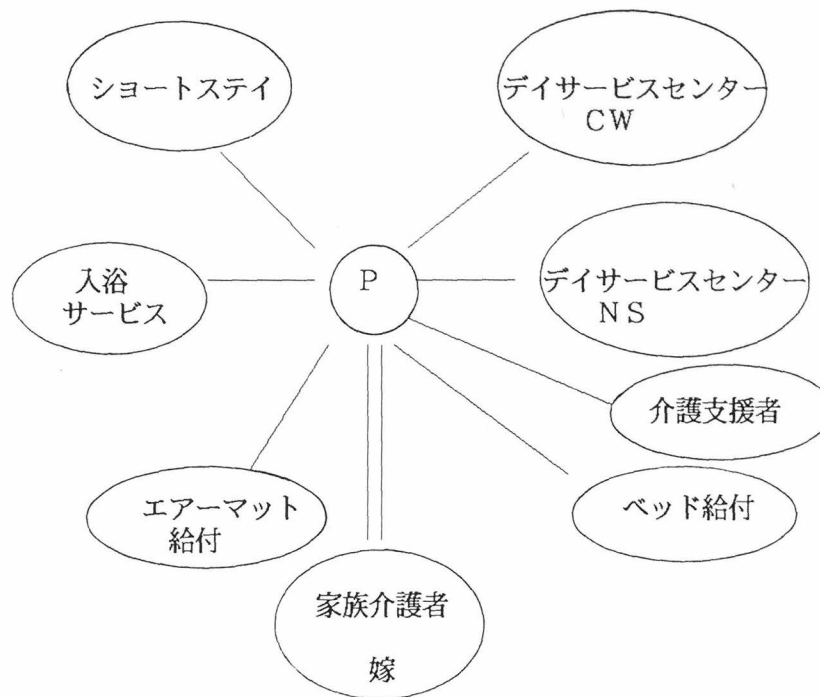 ショートステイ
デイサービスセンター
CW
入浴
サービス
P
デイサービスセンター
NS
介護支援者
エアーマット
給付
ベッド給付
家族介護者
嫁